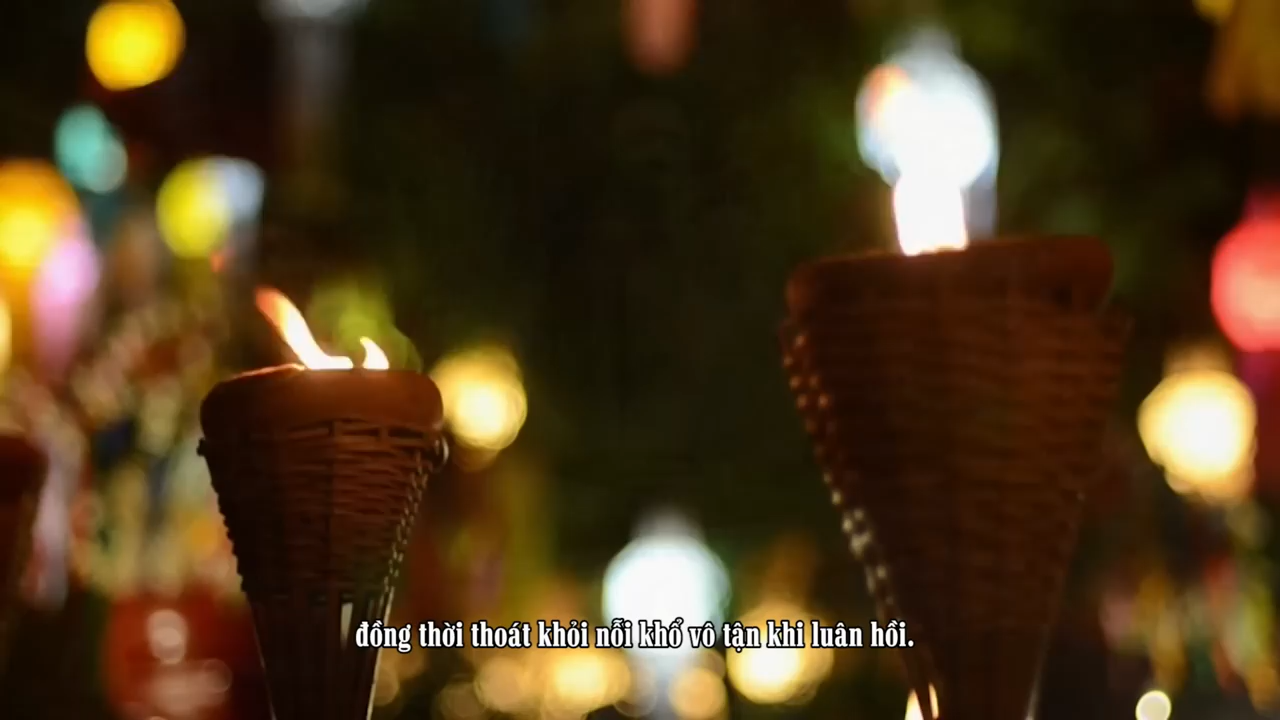 đồng thời thoát khỏi nỗi khổ vô tận khi luân hồi.